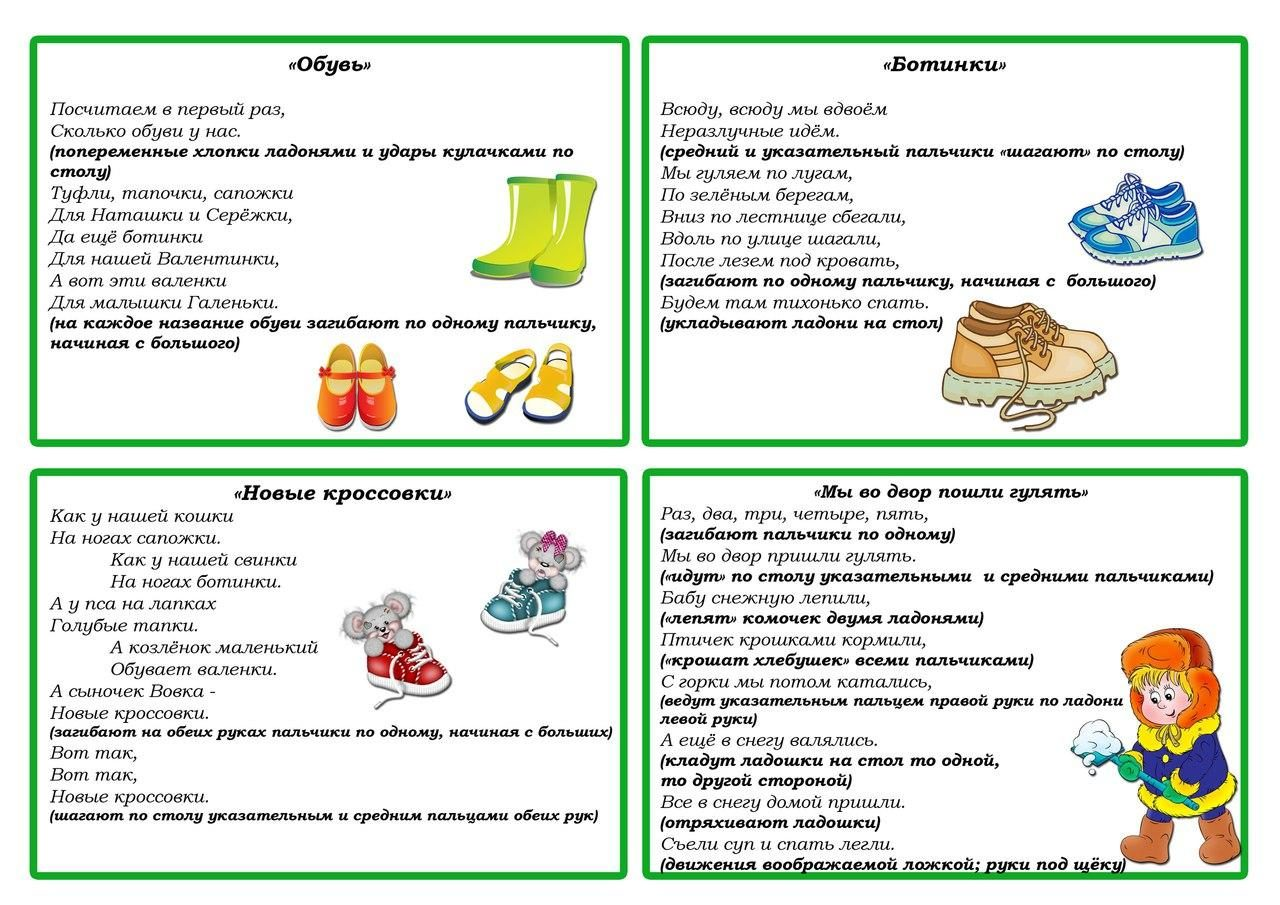 «Обувь»
Посчитаем в первый раз,
Сколько обуви у нас.
(попеременные хлопки ладонями и удары кулачками по
столу)
Туфли, тапочки, сапожки
Для Наташки и Серёжки,
Да ещё ботинки
Для нашей Валентинки,
А вот эти валенки
Для малышки Галеньки.
(на каждое название обуви загибают по одному пальчику,
начиная с большого)
«Ботинки»
Всюду, всюду мы вдвоём
Неразлучные идём.
(средний и указательный пальчики «шагают» по столу)
Мы гуляем по лугам,
По зелёным берегам,
Вниз по лестнице сбегали,
Вдоль по улице шагали,
После лезем под кровать,
(загибают по одному пальчику, начиная с большого)
Будем там тихонько спать.
(укладывают ладони на стол)
«Новые кроссовки»
Как у нашей кошки
На ногах сапожки.
Как у нашей свинки
На ногах ботинки.
А у пса на лапках
Голубые тапки.
А козлёнок маленький
Обувает валенки.
А сыночек Вовка -
Новые кроссовки.
(загибают на обеих руках пальчики по одному, начиная с больших)
Вот так,
Вот так,
Новые кроссовки.
(шагают по столу указательным и средним пальцами обеих рук)
«Мы во двор пошли гулять»
Раз, два, три, четыре, пять,
(загибают пальчики по одному)
Мы во двор пришли гулять.
(«идут» по столу указательными и средними пальчиками)
Бабу снежную лепили,
(«лепят» комочек двумя ладонями)
Птичек крошками кормили,
(«крошат хлебушек» всеми пальчиками)
С горки мы потом катались,
(ведут указательным пальцем правой руки по ладони
левой руки)
А ещё в снегу валялись.
(кладут ладошки на стол то одной,
то другой стороной)
Все в снегу домой пришли.
(отряхивают ладошки)
Съели суп и спать легли.
(движения воображаемой ложкой; руки под щёку)